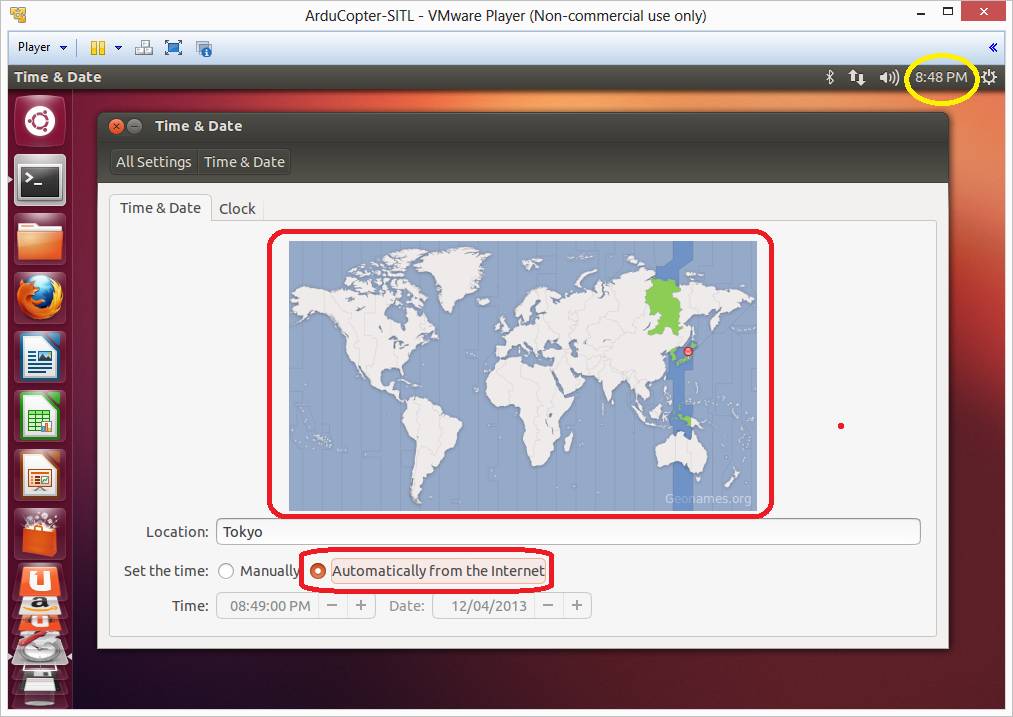 ArduCopter-SITL - VMware Player (Non-commercial use only)
Player
Time & Date
8:48 PM
Time & Date
All Settings
Time & Date
Time & Date
Clock
Geonames.org
Location:
Tokyo
Set the time:
Manually
Automatically from the Internet
Time:
08:49:00 PM
Date:
12/04/2013